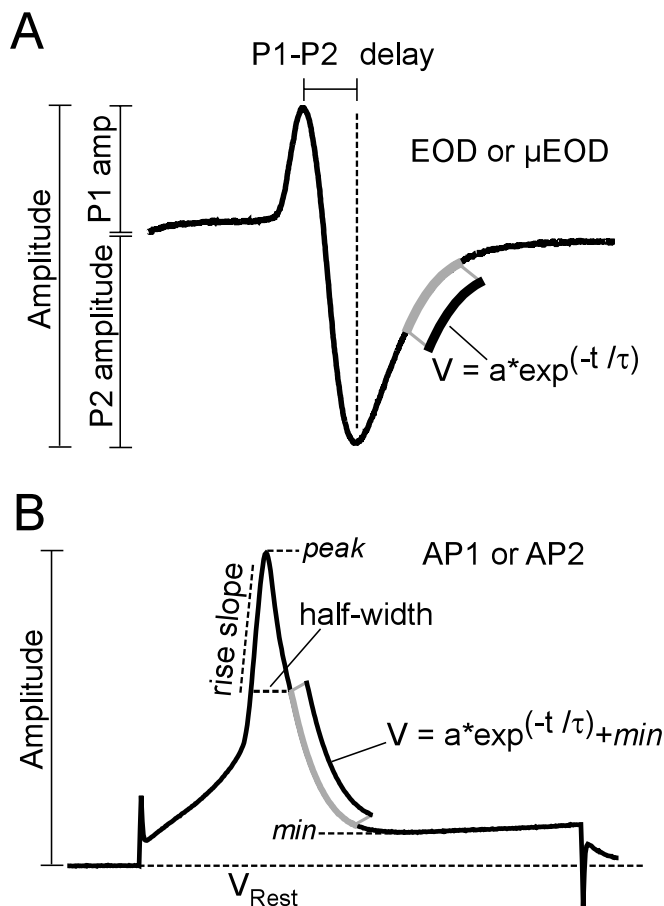 A
P1-P2 delay
Amplitude
P1 amp
P2 amplitude
EOD or µEOD
V = a*exp(-t /τ)
B
peak
AP1 or AP2
rise slope
half-width
Amplitude
V = a*exp(-t /τ)+min
min
VRest